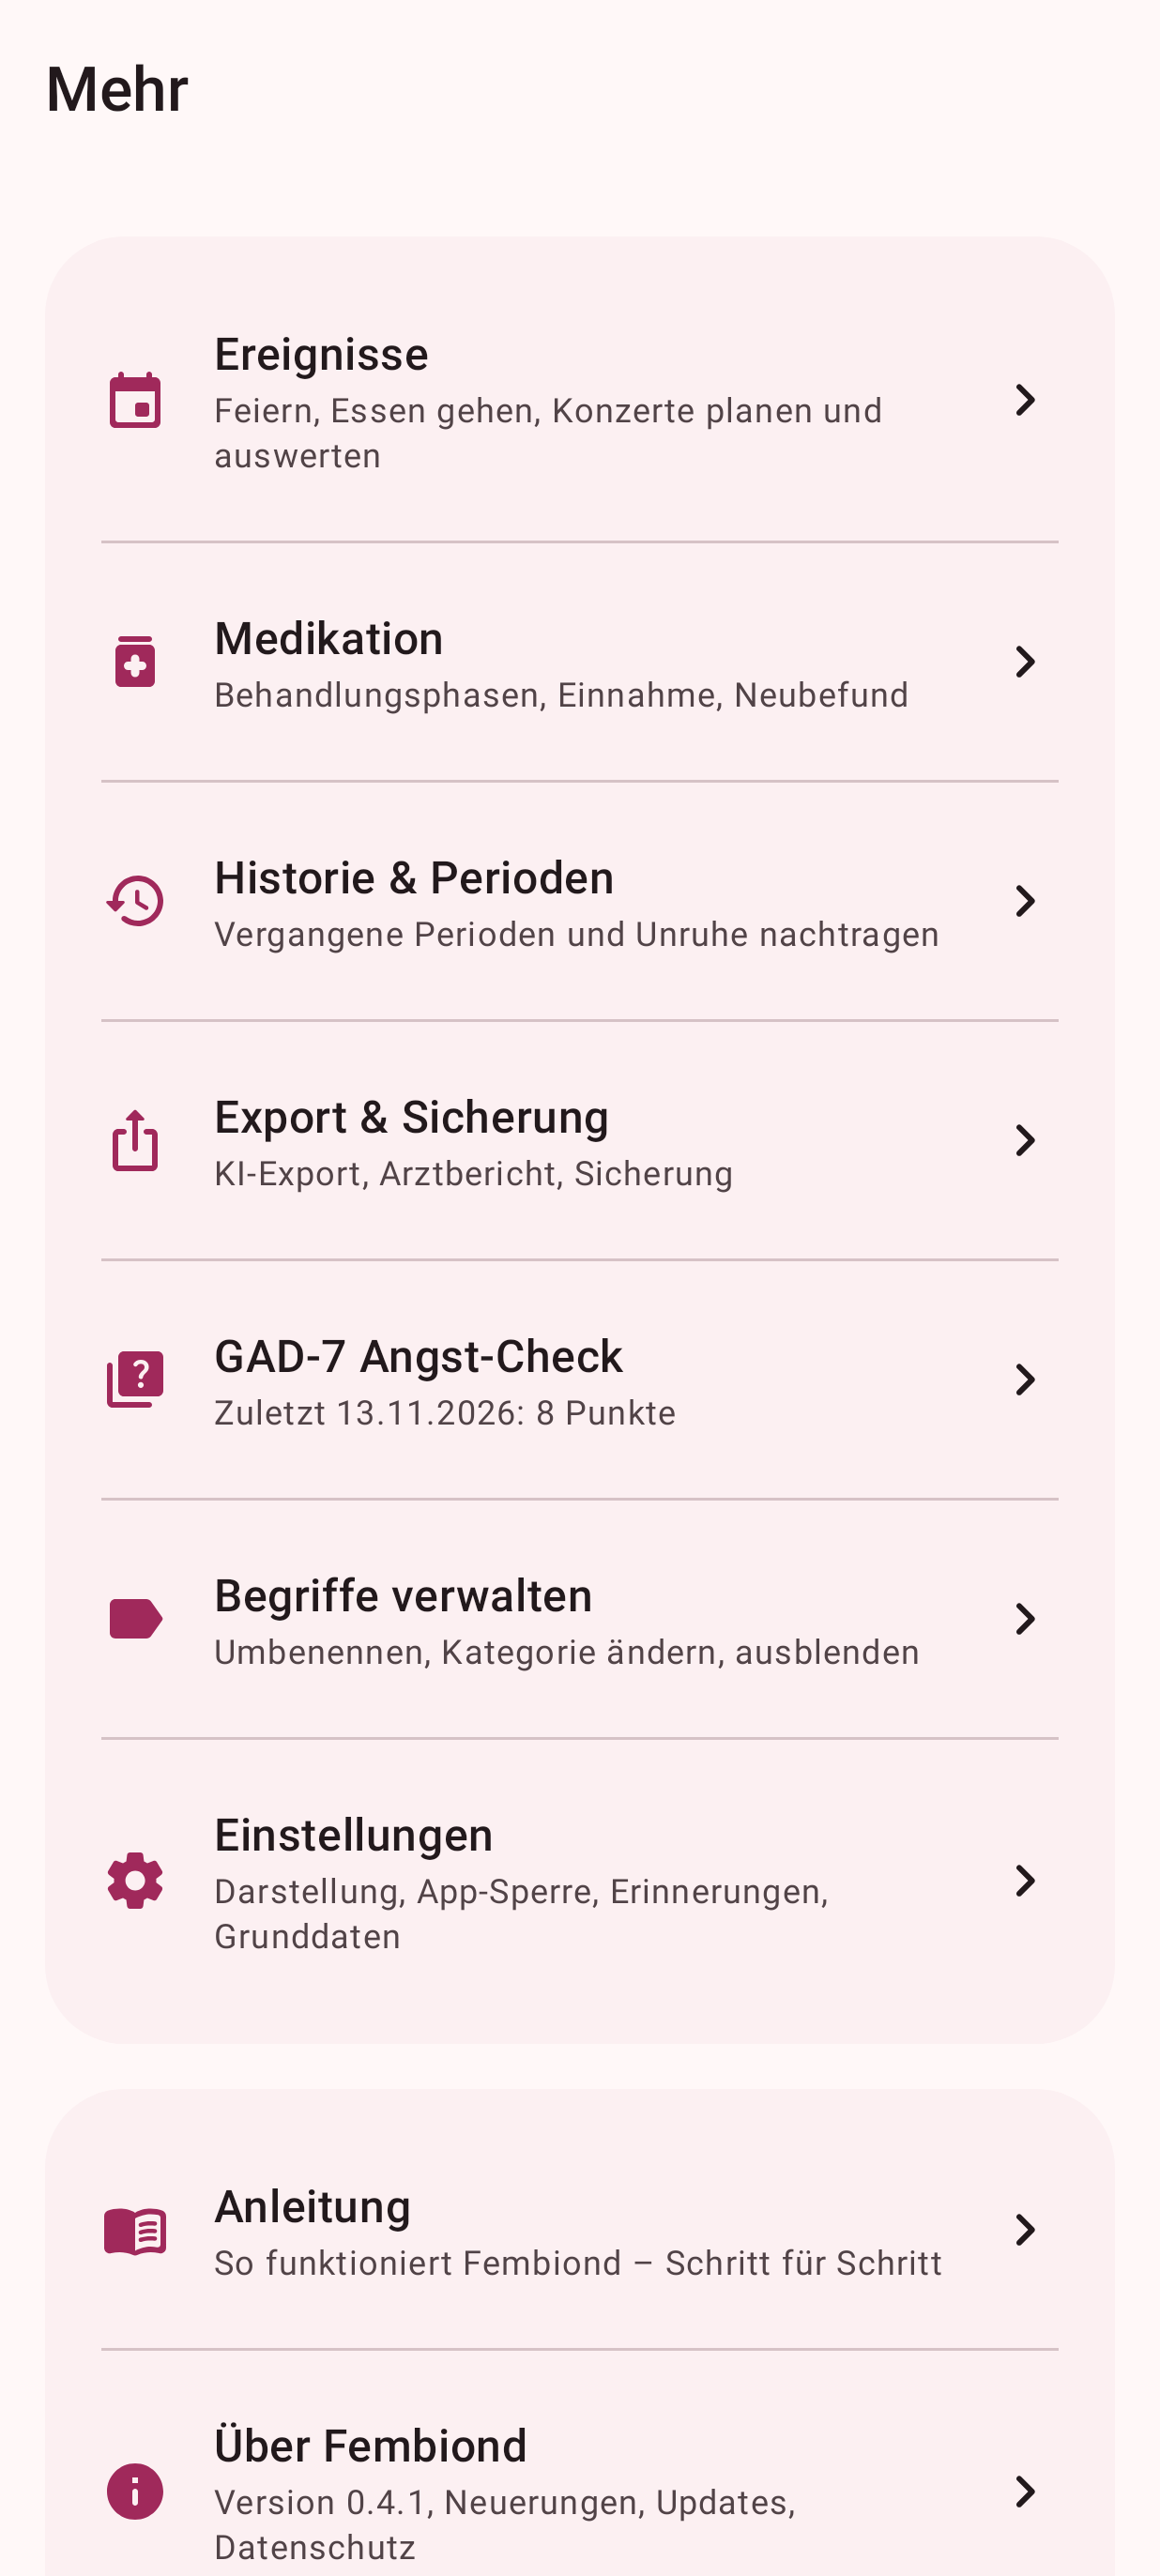 Mehr
Ereignisse
Feiern, Essen gehen, Konzerte planen und
auswerten
Medikation
Behandlungsphasen, Einnahme, Neubefund
Historie & Perioden
Vergangene Perioden und Unruhe nachtragen
Export & Sicherung
KI-Export, Arztbericht, Sicherung
GAD-7 Angst-Check
Zuletzt 13.11.2026: 8 Punkte
Begriffe verwalten
Umbenennen, Kategorie ändern, ausblenden
Einstellungen
Darstellung, App-Sperre, Erinnerungen,
Grunddaten
Anleitung
So funktioniert Fembiond – Schritt für Schritt
Über Fembiond
Version 0.4.1, Neuerungen, Updates,
Datenschutz